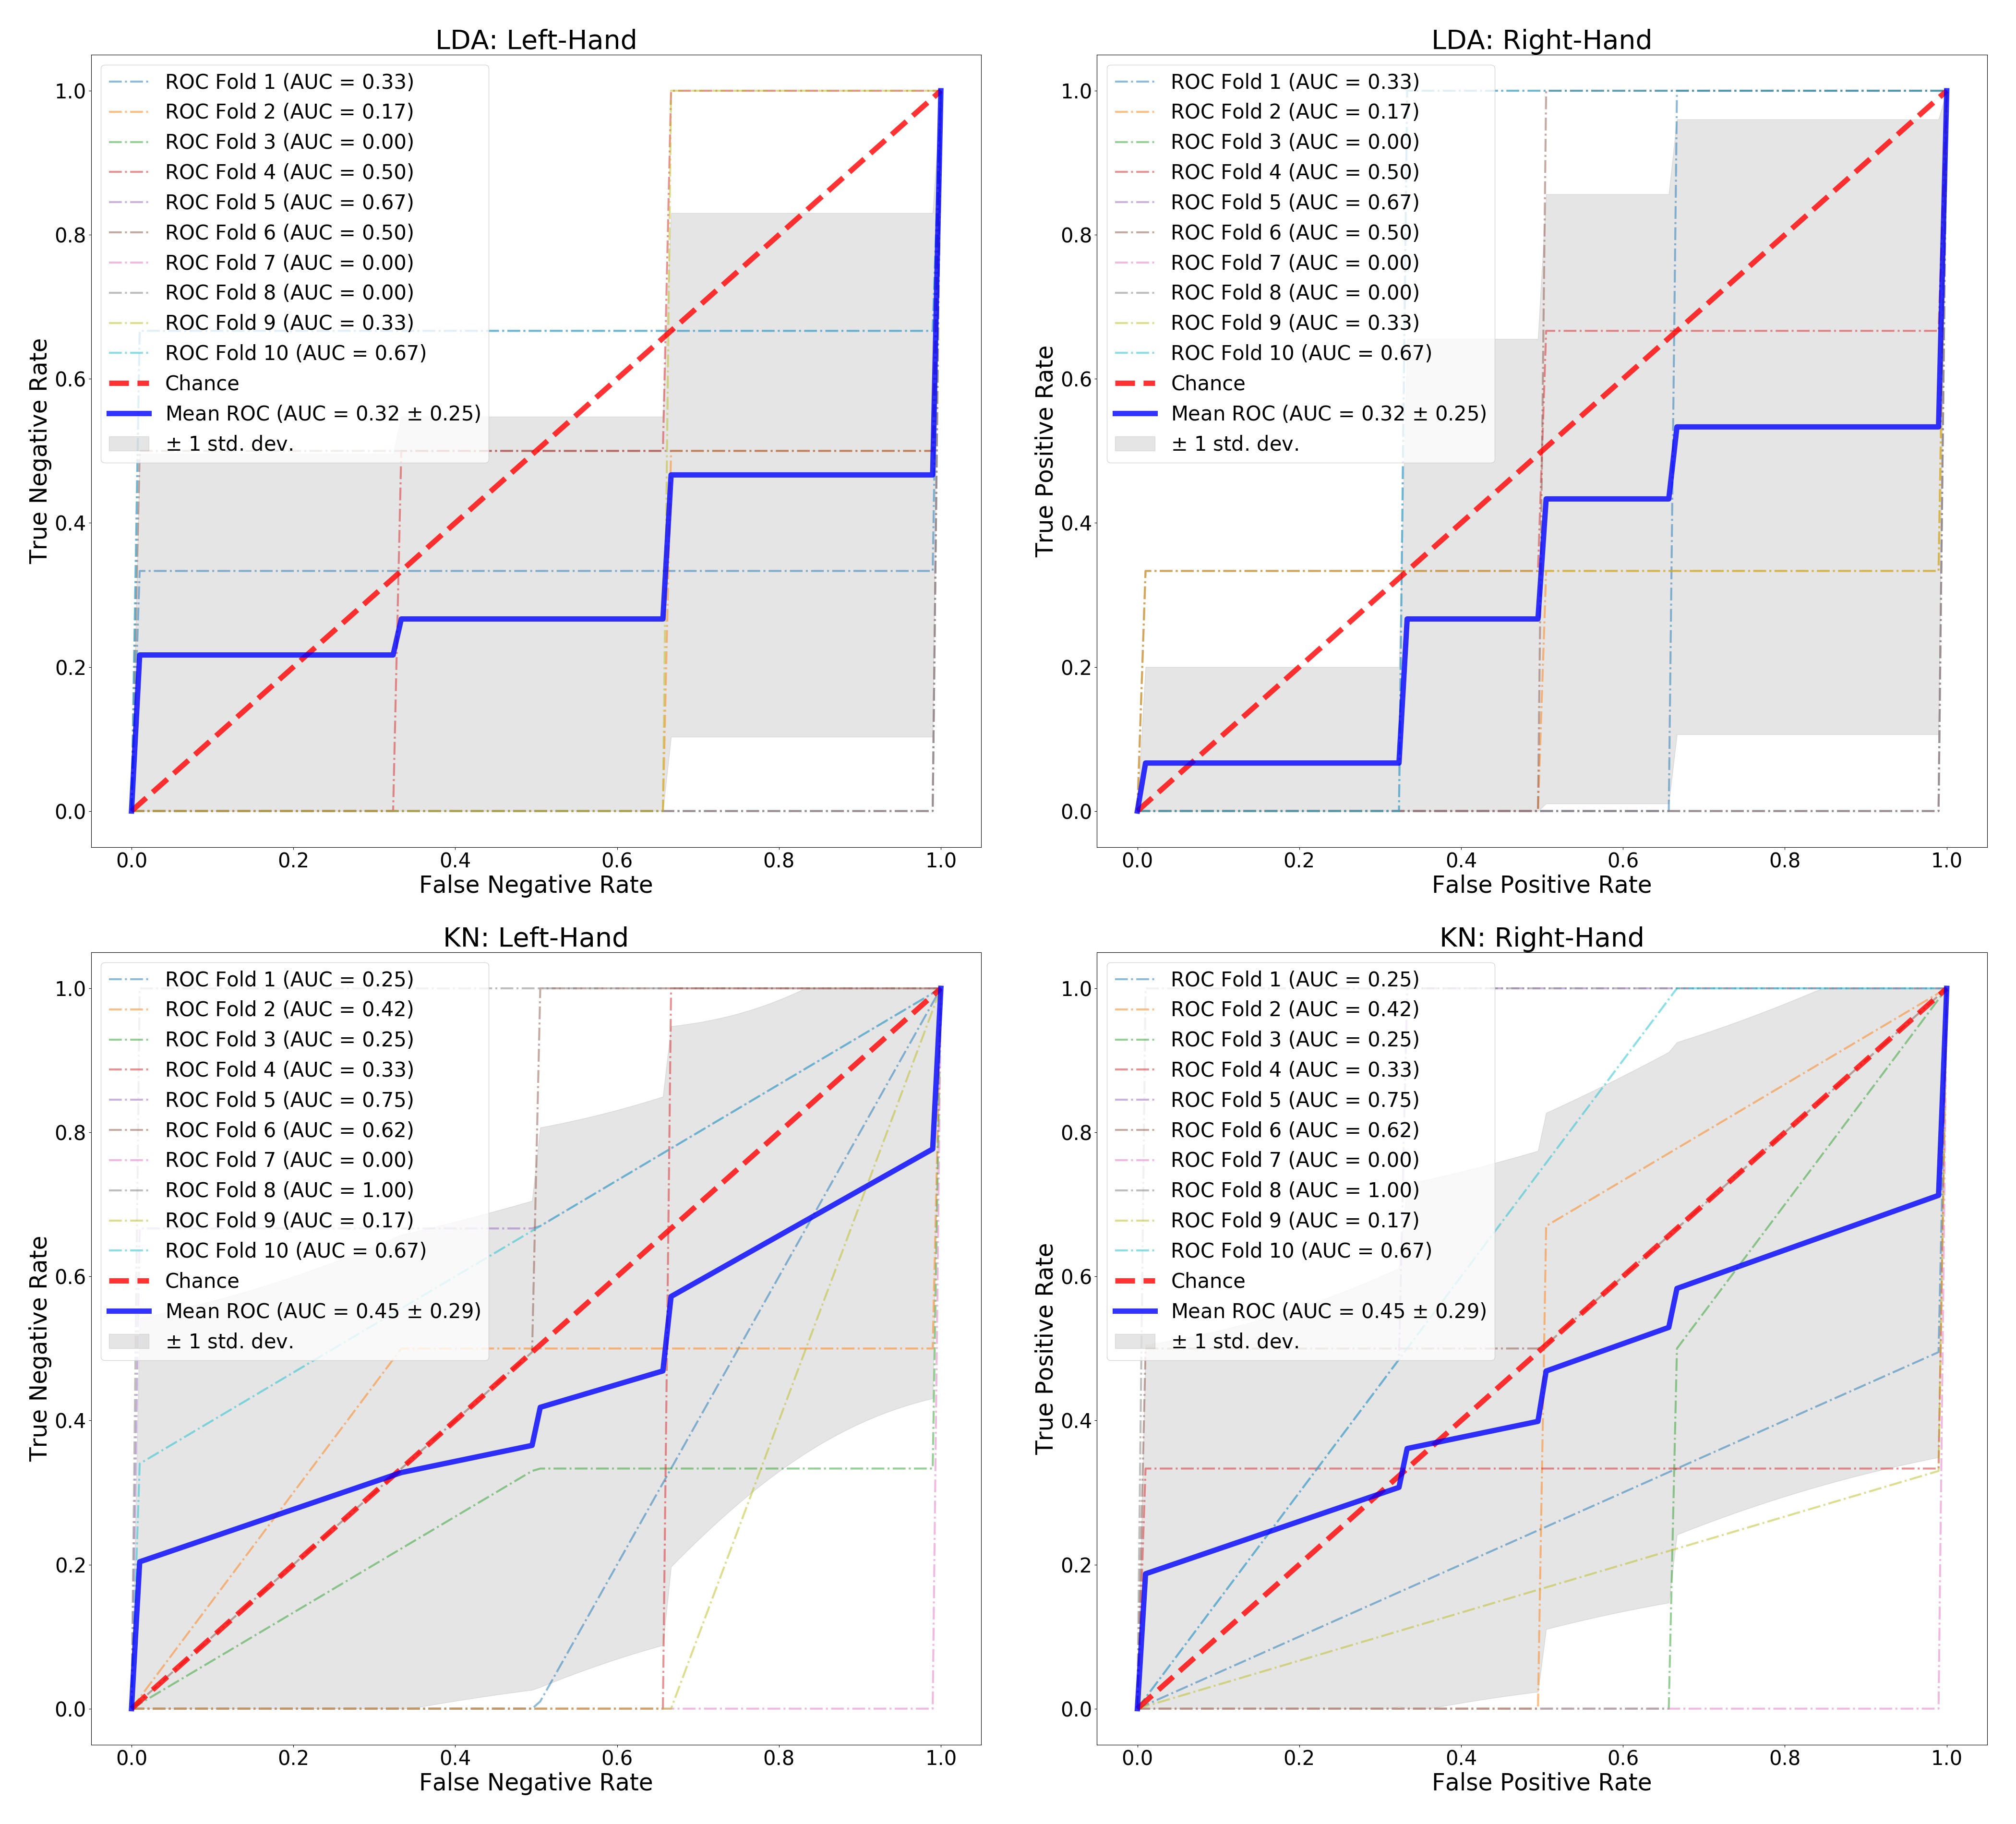 LDA: Left-Hand
ROC Fold 1 (AUC = 0.33)
ROC Fold 2 (AUC = 0.17)
ROC Fold 3 (AUC = 0.00)
ROC Fold 4 (AUC = 0.50)
ROC Fold 5 (AUC = 0.67)
ROC Fold 6 (AUC = 0.50)
ROC Fold 7 (AUC = 0.00)
ROC Fold 8 (AUC = 0.00)
ROC Fold 9 (AUC = 0.33)
ROC Fold 10 (AUC = 0.67)
Chance
Mean ROC (AUC = 0.32 ± 0.25)
± 1 std. dev.
True Negative Rate
1.0
0.8
0.6
0.4
0.2
0.0
0.0 0.2 0.4 0.6 0.8 1.0
False Negative Rate
LDA: Right-Hand
ROC Fold 1 (AUC = 0.33)
ROC Fold 2 (AUC = 0.17)
ROC Fold 3 (AUC = 0.00)
ROC Fold 4 (AUC = 0.50)
ROC Fold 5 (AUC = 0.67)
ROC Fold 6 (AUC = 0.50)
ROC Fold 7 (AUC = 0.00)
ROC Fold 8 (AUC = 0.00)
ROC Fold 9 (AUC = 0.33)
ROC Fold 10 (AUC = 0.67)
Chance
Mean ROC (AUC = 0.32 ± 0.25)
± 1 std. dev.
True Positive Rate
1.0
0.8
0.6
0.4
0.2
0.0
0.0 0.2 0.4 0.6 0.8 1.0
False Positive Rate
KN: Left-Hand
ROC Fold 1 (AUC = 0.25)
ROC Fold 2 (AUC = 0.42)
ROC Fold 3 (AUC = 0.25)
ROC Fold 4 (AUC = 0.33)
ROC Fold 5 (AUC = 0.75)
ROC Fold 6 (AUC = 0.62)
ROC Fold 7 (AUC = 0.00)
ROC Fold 8 (AUC = 1.00)
ROC Fold 9 (AUC = 0.17)
ROC Fold 10 (AUC = 0.67)
Chance
Mean ROC (AUC = 0.45 ± 0.29)
± 1 std. dev.
True Negative Rate
1.0
0.8
0.6
0.4
0.2
0.0
0.0 0.2 0.4 0.6 0.8 1.0
False Negative Rate
KN: Right-Hand
ROC Fold 1 (AUC = 0.25)
ROC Fold 2 (AUC = 0.42)
ROC Fold 3 (AUC = 0.25)
ROC Fold 4 (AUC = 0.33)
ROC Fold 5 (AUC = 0.75)
ROC Fold 6 (AUC = 0.62)
ROC Fold 7 (AUC = 0.00)
ROC Fold 8 (AUC = 1.00)
ROC Fold 9 (AUC = 0.17)
ROC Fold 10 (AUC = 0.67)
Chance
Mean ROC (AUC = 0.45 ± 0.29)
± 1 std. dev.
True Positive Rate
1.0
0.8
0.6
0.4
0.2
0.0
0.0 0.2 0.4 0.6 0.8 1.0
False Positive Rate